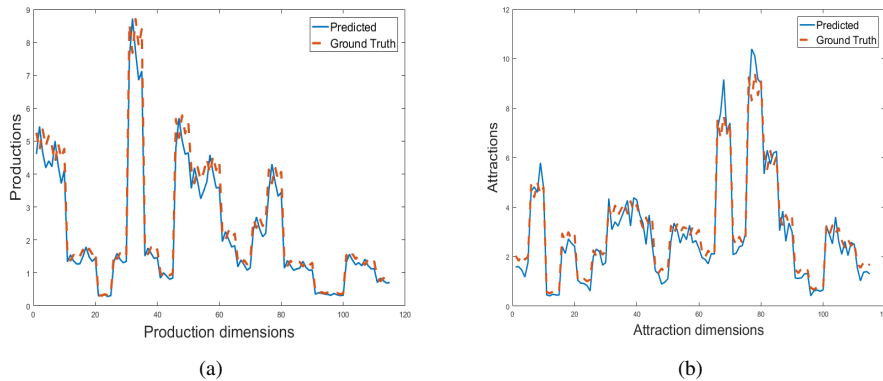 9
8
7
6
5
4
3
2
1
0
0 20 40 60 80 100 120
Productions
Production dimensions
Predicted
Ground Truth
(a)
12
10
8
6
4
2
0
0 20 40 60 80 100 120
Attractions
Attraction dimensions
Predicted
Ground Truth
(b)